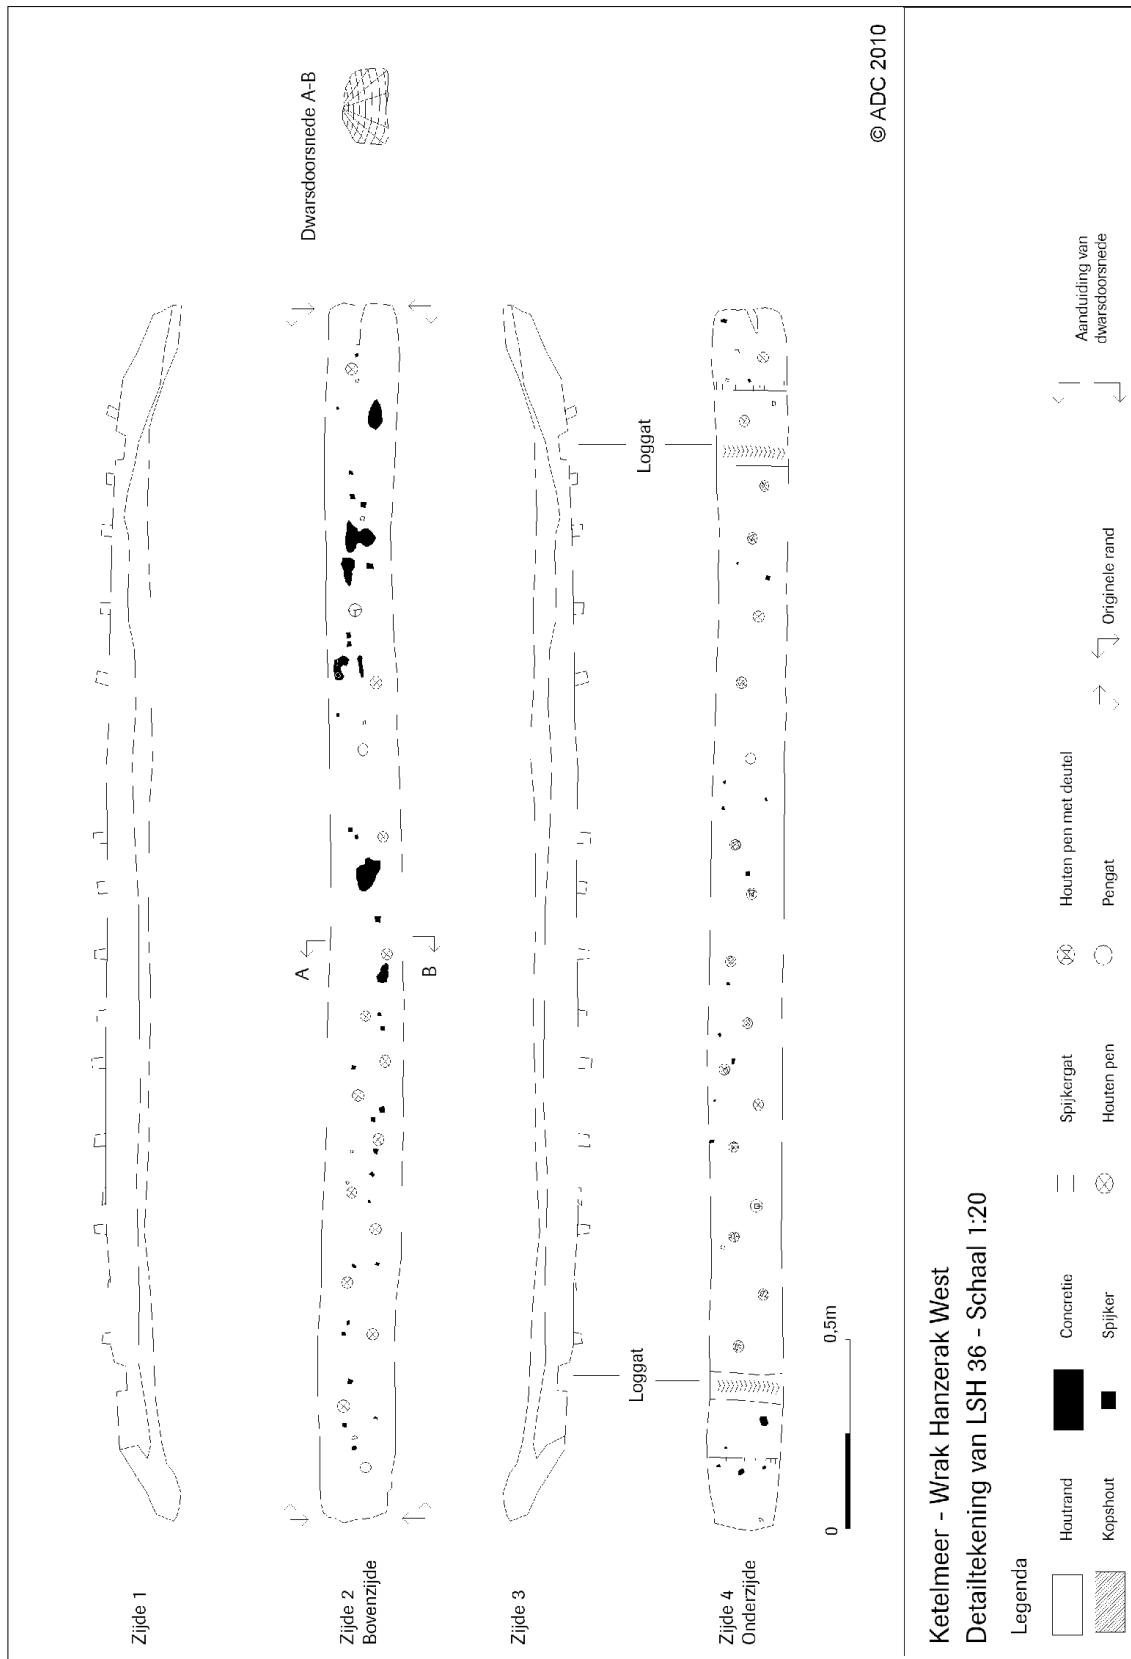 Zijde 1
Zijde 2
Bovenzijde
Dwarsdoorsnede A-B
A
B
Zijde 3
Loggat
Loggat
Zijde 4
Onderzijde
0
0,5m
© ADC 2010
Ketelmeer - Wrak Hanzerak West
Detailtekening van LSH 36 - Schaal 1:20
Legenda
Houtrand
Concretie
Spijkergat
Houten pen met deutel
Originele rand
Aanduiding van
dwarsdoorsnede
Kopshout
Spijker
Houten pen
Pengat